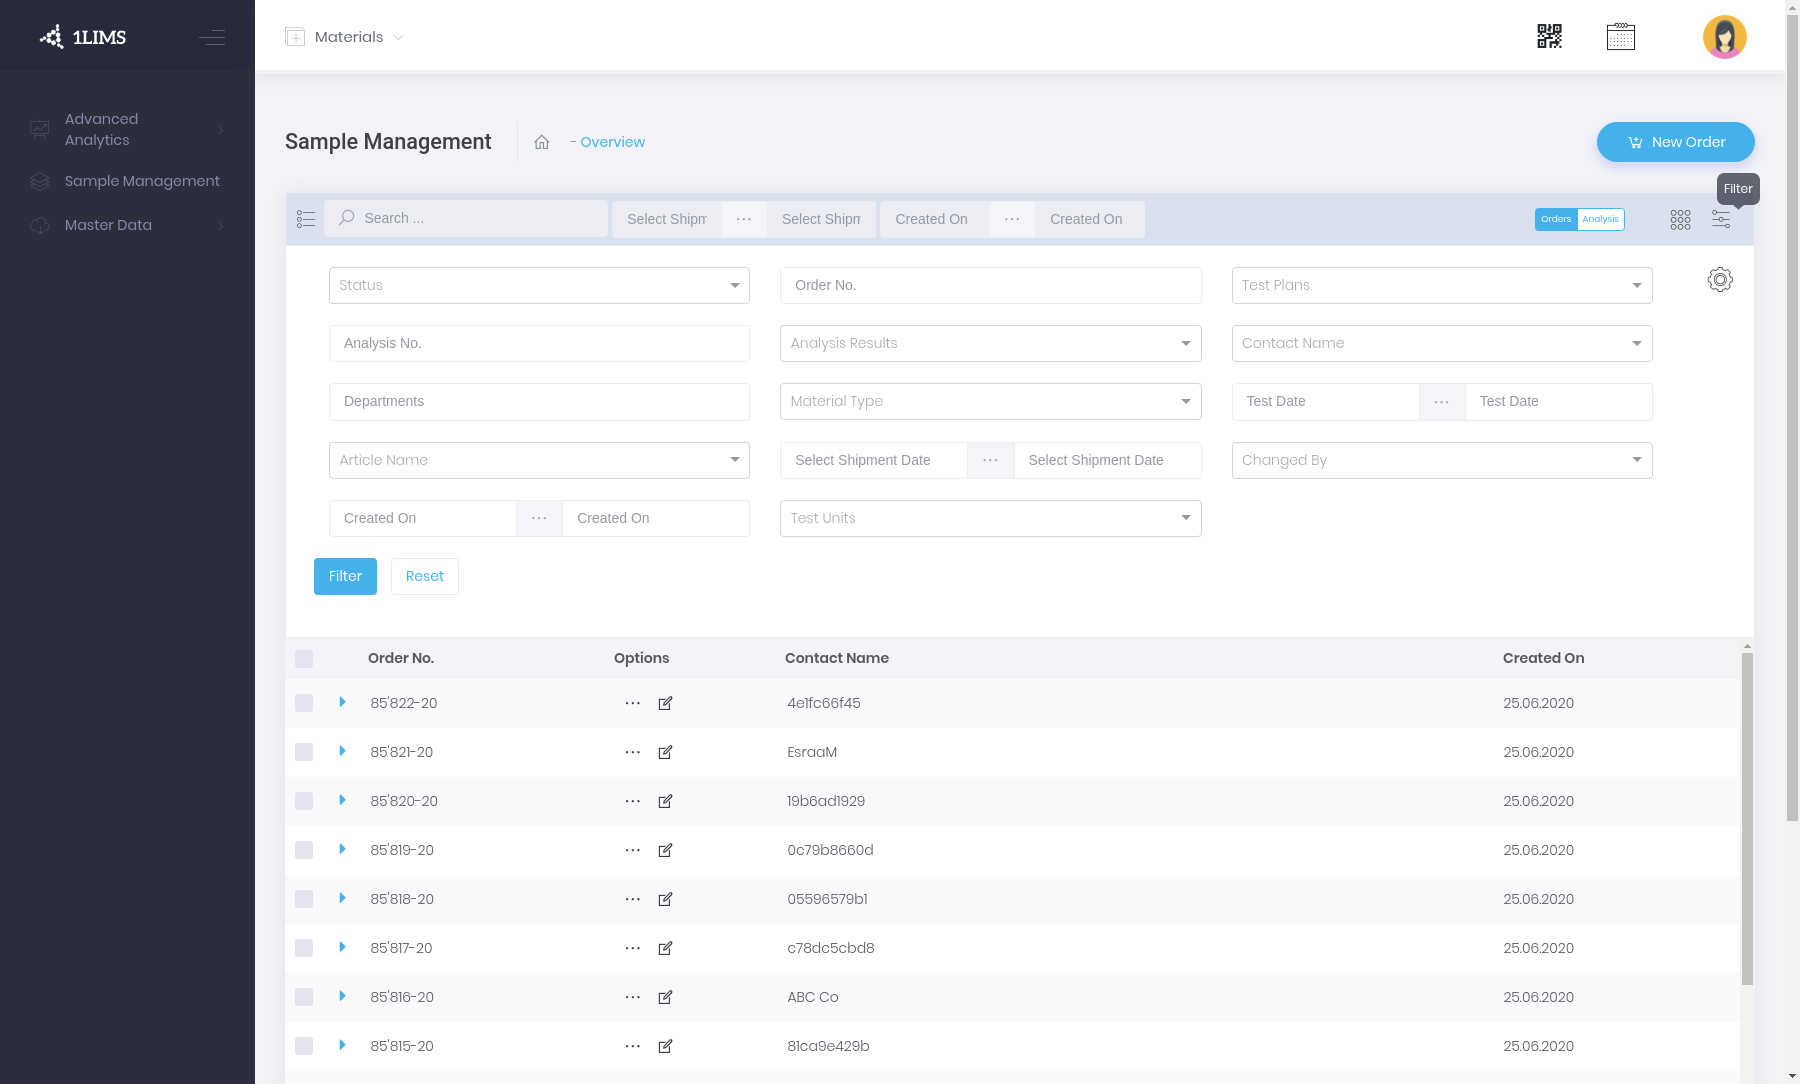 1LIMS
Materials
Advanced
Analytics
Sample Management
Master Data
Sample Management
- Overview
New Order
Filter
Search ...
Select Shipm
...
Select Shipm
Created On
...
Created On
Orders
Analysis
Status
Order No.
Test Plans
Analysis No.
Analysis Results
Contact Name
Departments
Material Type
Test Date
...
Test Date
Article Name
Select Shipment Date
...
Select Shipment Date
Changed By
Created On
...
Created On
Test Units
Filter
Reset
Order No.
Options
Contact Name
Created On
85'822-20
4e1fc66f45
25.06.2020
85'821-20
EsraaM
25.06.2020
85'820-20
19b6ad1929
25.06.2020
85'819-20
0c79b8660d
25.06.2020
85'818-20
05596579b1
25.06.2020
85'817-20
c78dc5cbd8
25.06.2020
85'816-20
ABC Co
25.06.2020
85'815-20
81ca9e429b
25.06.2020